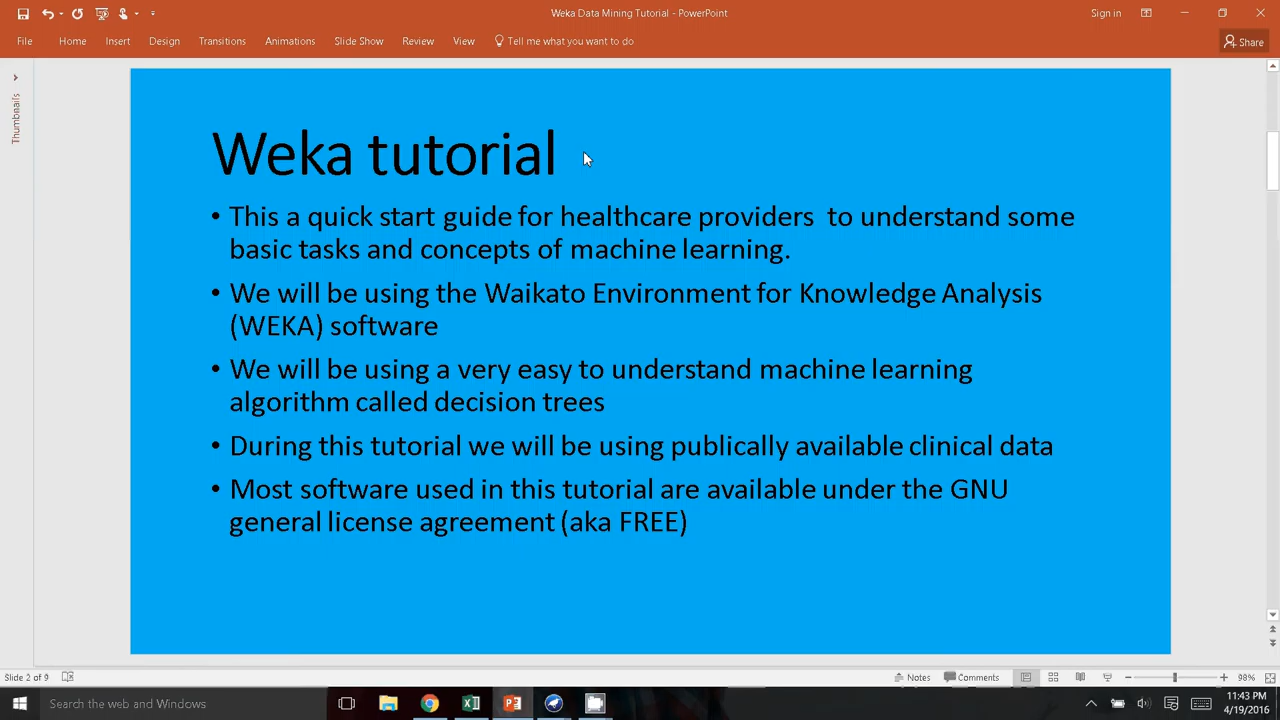 Weka Data Mining Tutorial - PowerPoint
Sign in
File Home Insert Design Transitions Animations Slide Show Review View Tell me what you want to do
Share
Thumbnails
Weka tutorial
• This a quick start guide for healthcare providers to understand some
basic tasks and concepts of machine learning.
• We will be using the Waikato Environment for Knowledge Analysis
(WEKA) software
• We will be using a very easy to understand machine learning
algorithm called decision trees
• During this tutorial we will be using publically available clinical data
• Most software used in this tutorial are available under the GNU
general license agreement (aka FREE)
Slide 2 of 9
Notes
Comments
98%
Search the web and Windows
11:43 PM
4/19/2016